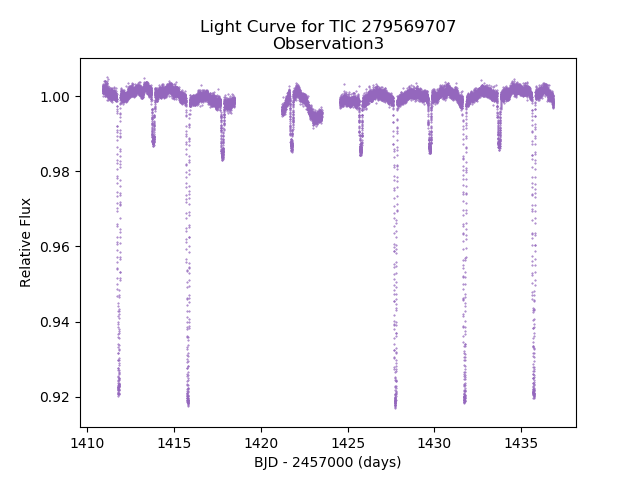 Light Curve for TIC 279569707
Observation3
1.00
0.98
0.96
0.94
0.92
Relative Flux
1410
1415
1420
1425
1430
1435
BJD - 2457000 (days)